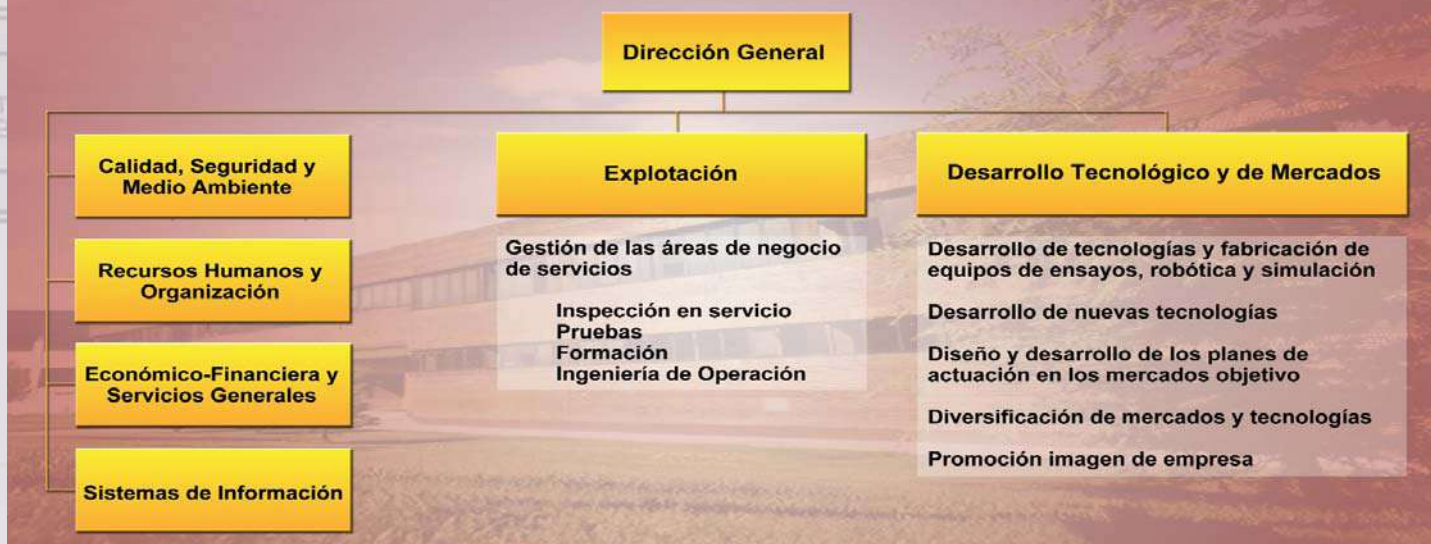 Dirección General
Calidad, Seguridad y
Medio Ambiente
Recursos Humanos y
Organización
Económico-Financiera y
Servicios Generales
Sistemas de Información
Explotación
Gestión de las áreas de negocio
de servicios
Inspección en servicio
Pruebas
Formación
Ingeniería de Operación
Desarrollo Tecnológico y de Mercados
Desarrollo de tecnologías y fabricación de
equipos de ensayos, robótica y simulación
Desarrollo de nuevas tecnologías
Diseño y desarrollo de los planes de
actuación en los mercados objetivo
Diversificación de mercados y tecnologías
Promoción imagen de empresa